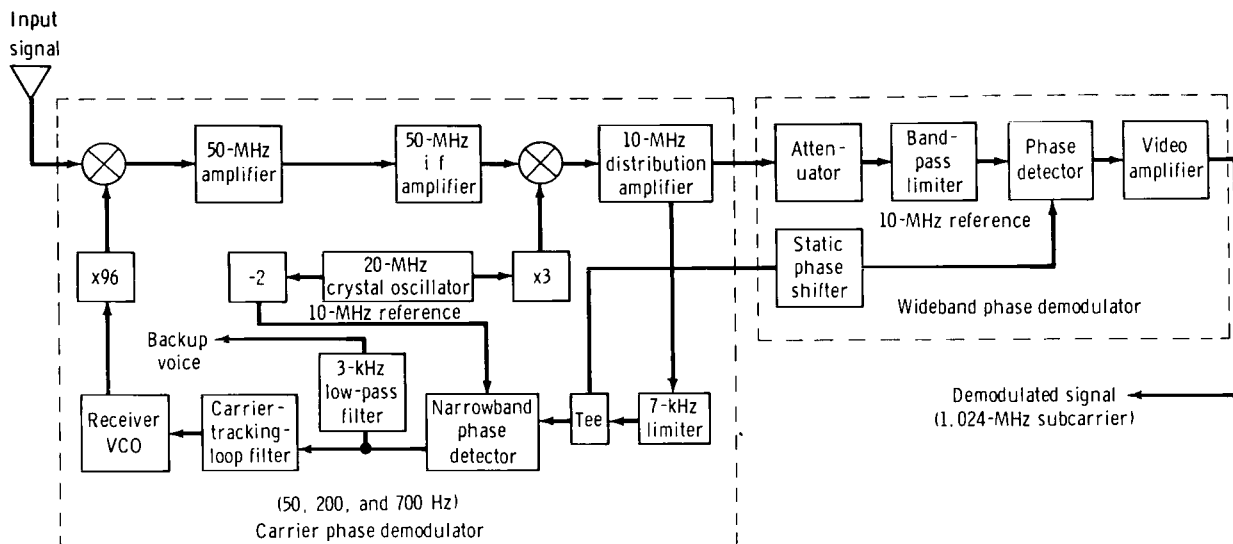 Input
signal
50-MHz
amplifier
50-MHz
i f
amplifier
10-MHz
distribution
amplifier
Atten-
uator
Band-
pass
limiter
Phase
detector
Video
amplifier
10-MHz reference
Static
phase
shifter
Wideband phase demodulator
x96
-2
20-MHz
crystal oscillator
x3
10-MHz reference
Backup
voice
3-kHz
low-pass
filter
Receiver
VCO
Carrier-
tracking-
loop filter
Narrowband
phase
detector
Tee
7-kHz
limiter
Demodulated signal
(1.024-MHz subcarrier)
(50, 200, and 700 Hz)
Carrier phase demodulator